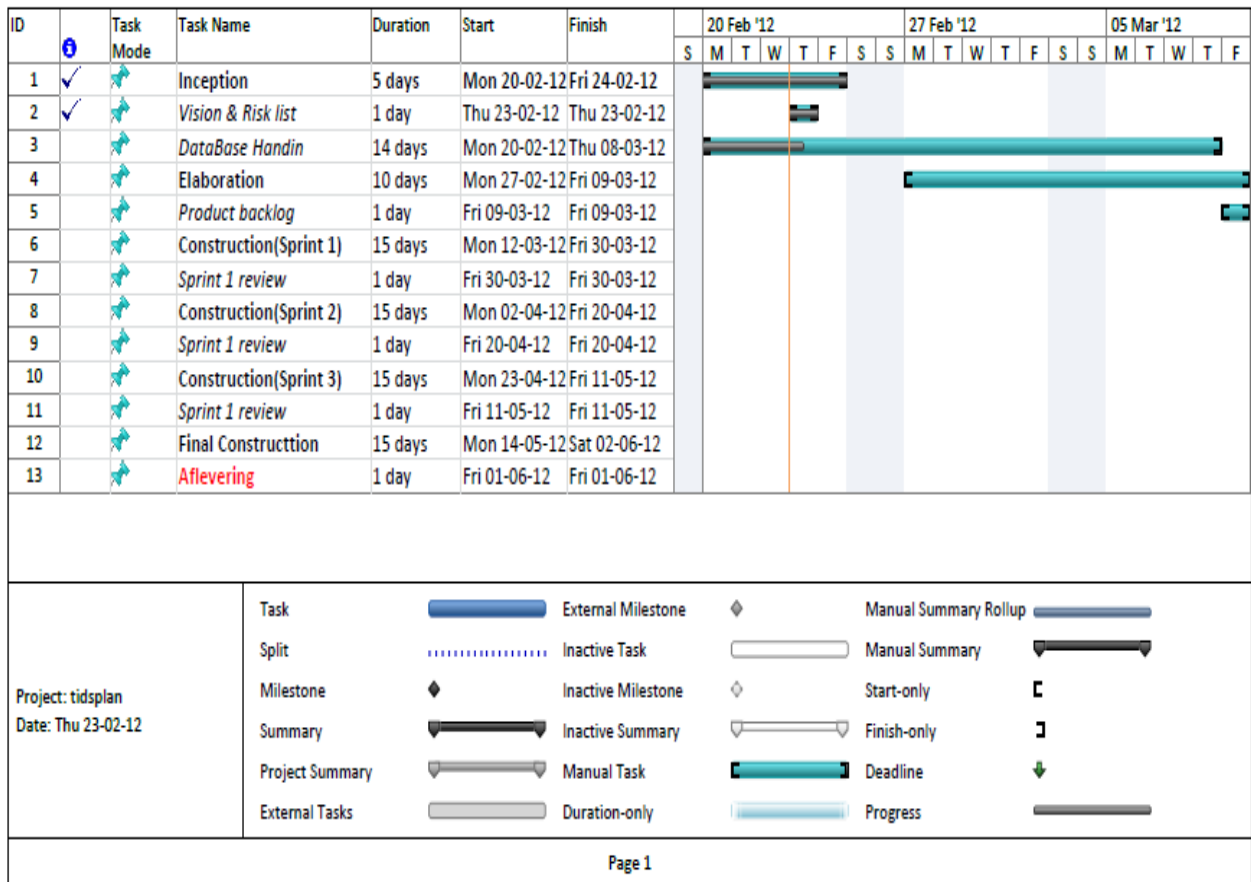 ID Task Mode Task Name Duration Start Finish 20 Feb '12 27 Feb '12 05 Mar '12
S M T W T F S S M T W T F S S M T W T F
1 Inception 5 days Mon 20-02-12 Fri 24-02-12
2 Vision & Risk list 1 day Thu 23-02-12 Thu 23-02-12
3 DataBase Handin 14 days Mon 20-02-12 Thu 08-03-12
4 Elaboration 10 days Mon 27-02-12 Fri 09-03-12
5 Product backlog 1 day Fri 09-03-12 Fri 09-03-12
6 Construction(Sprint 1) 15 days Mon 12-03-12 Fri 30-03-12
7 Sprint 1 review 1 day Fri 30-03-12 Fri 30-03-12
8 Construction(Sprint 2) 15 days Mon 02-04-12 Fri 20-04-12
9 Sprint 1 review 1 day Fri 20-04-12 Fri 20-04-12
10 Construction(Sprint 3) 15 days Mon 23-04-12 Fri 11-05-12
11 Sprint 1 review 1 day Fri 11-05-12 Fri 11-05-12
12 Final Constructtion 15 days Mon 14-05-12 Sat 02-06-12
13 Aflevering 1 day Fri 01-06-12 Fri 01-06-12
Project: tidsplan
Date: Thu 23-02-12
Task External Milestone Manual Summary Rollup
Split Inactive Task Manual Summary
Milestone Inactive Milestone Start-only
Summary Inactive Summary Finish-only
Project Summary Manual Task Deadline
External Tasks Duration-only Progress
Page 1